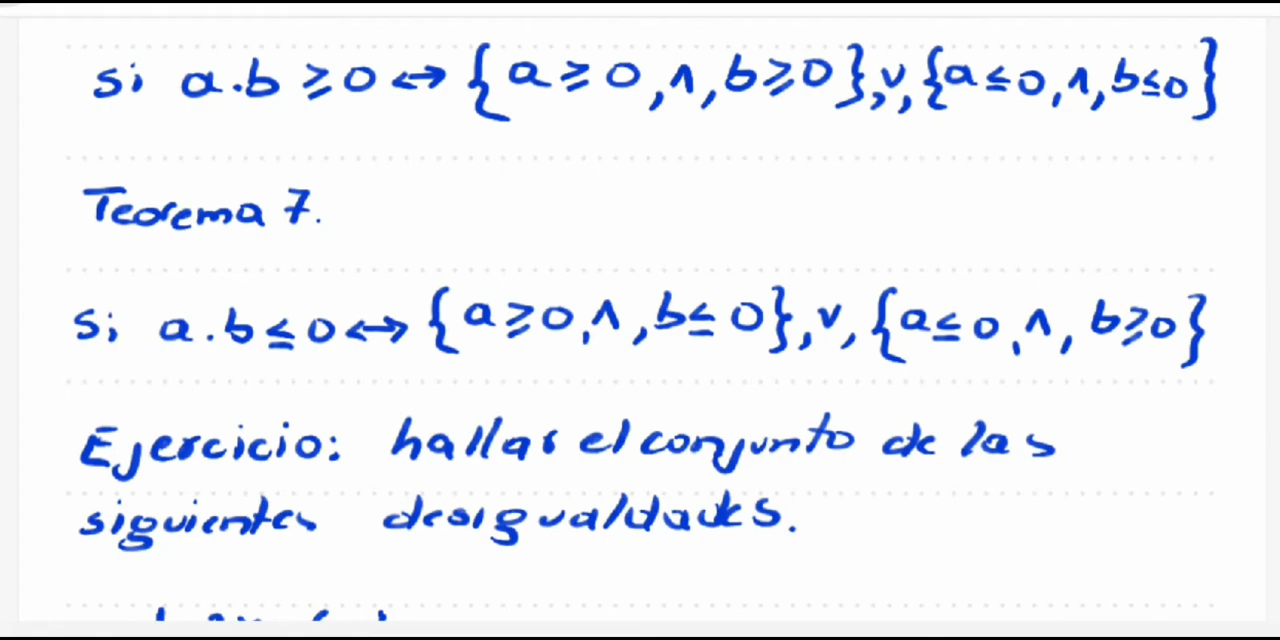 si a.b ≥ 0 ↔ {a ≥ 0, ∧, b ≥ 0}, v, {a ≤ 0, ∧, b ≤ 0}
Teorema 7.
Si a.b ≤ 0 ↔ {a ≥ 0, ∧, b ≤ 0}, v, {a ≤ 0, ∧, b ≥ 0}
Ejercicio: hallar el conjunto de las
siguientes desigualdades.